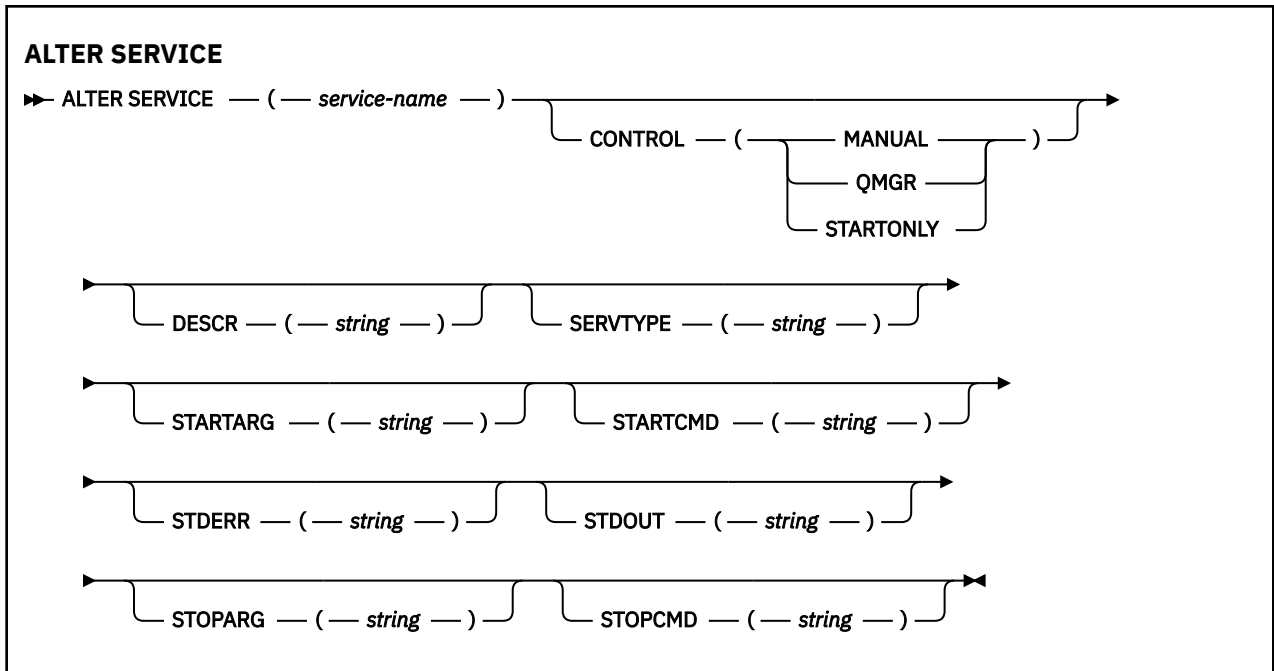 ALTER SERVICE
ALTER SERVICE ( service-name )
CONTROL ( MANUAL )
QMGR
STARTONLY
DESCR ( string ) SERVTYPE ( string )
STARTARG ( string ) STARTCMD ( string )
STDERR ( string ) STDOUT ( string )
STOPARG ( string ) STOPCMD ( string )